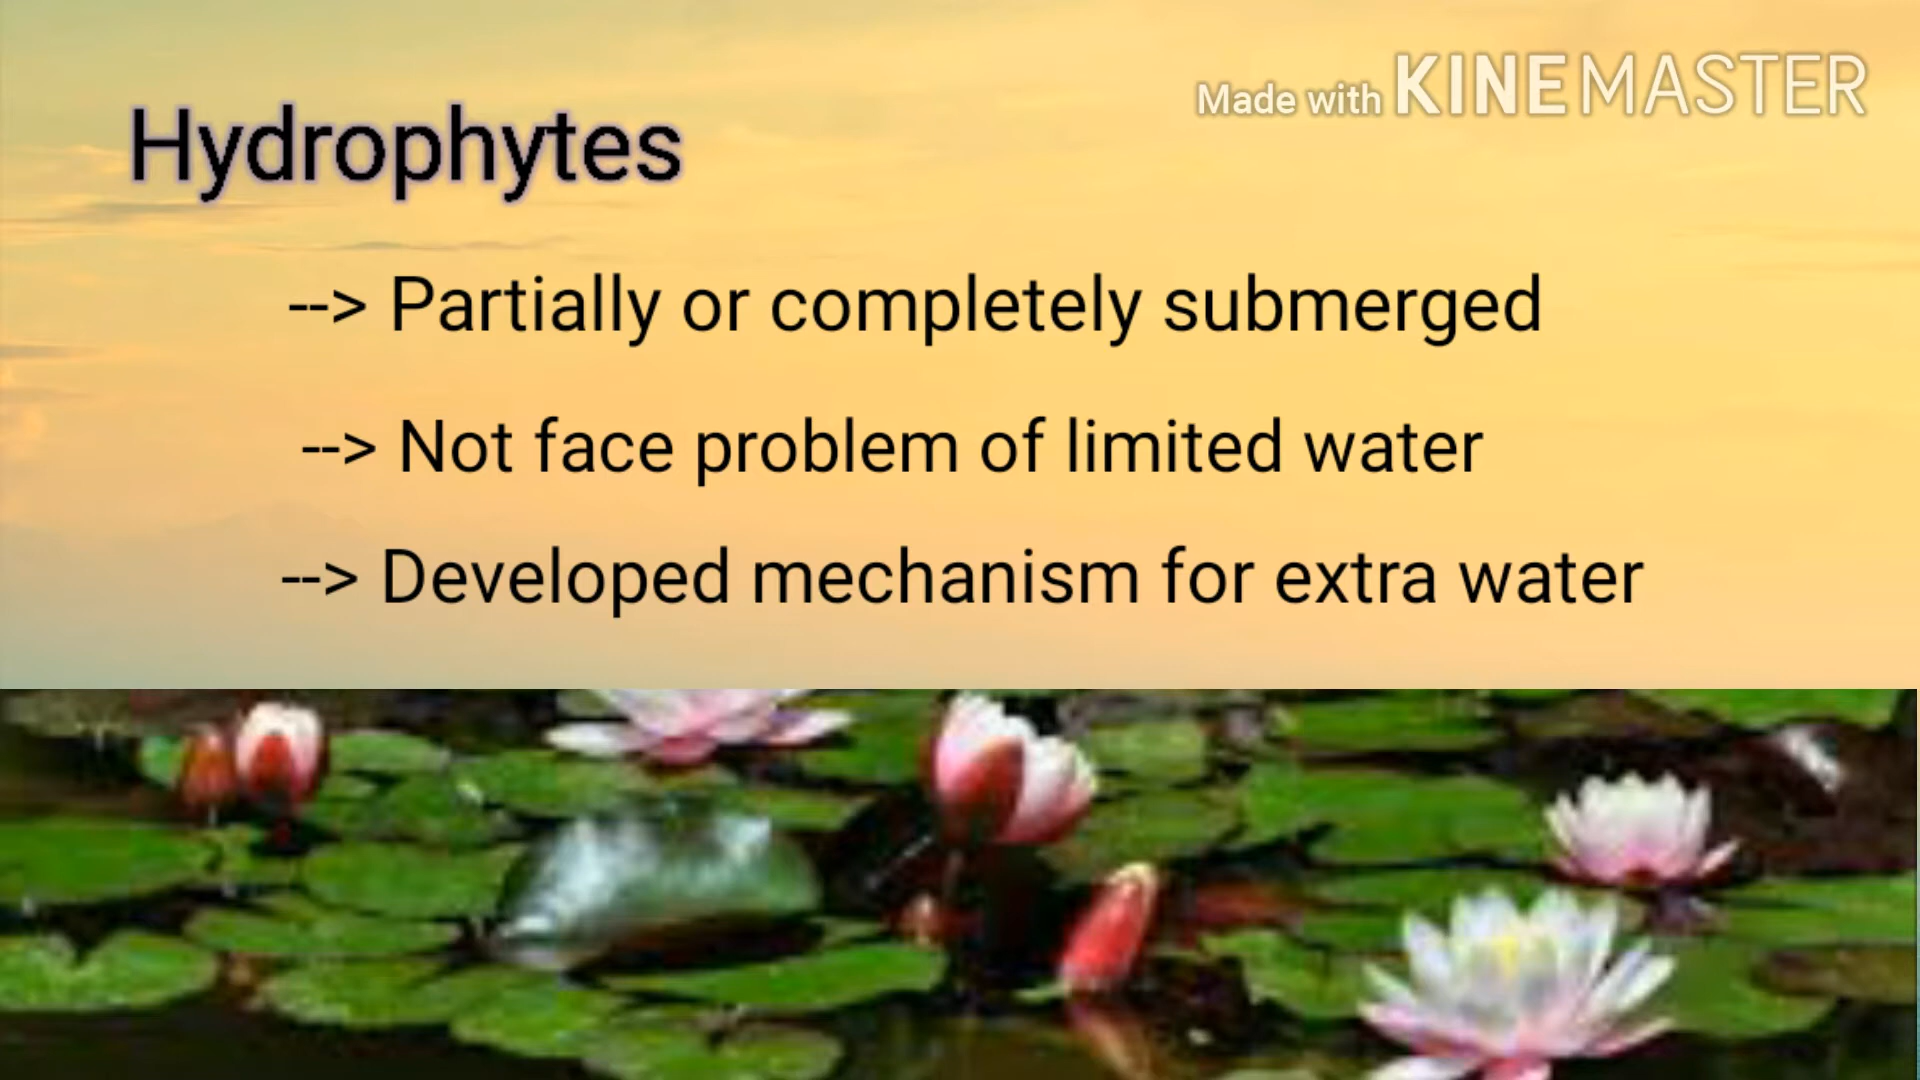 Made with KINEMASTER
Hydrophytes
--> Partially or completely submerged
--> Not face problem of limited water
--> Developed mechanism for extra water